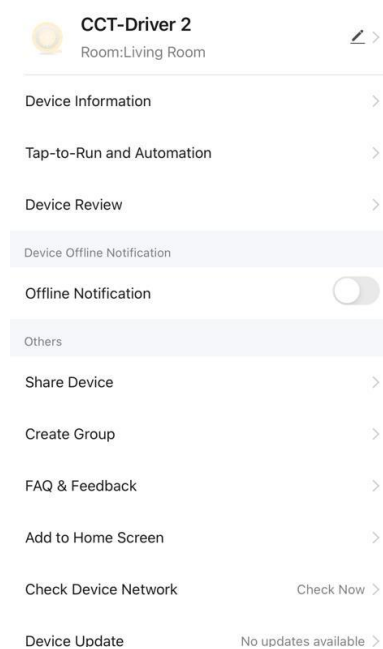 CCT-Driver 2
Room:Living Room
Device Information
Tap-to-Run and Automation
Device Review
Device Offline Notification
Offline Notification
Others
Share Device
Create Group
FAQ & Feedback
Add to Home Screen
Check Device Network Check Now
Device Update No updates available